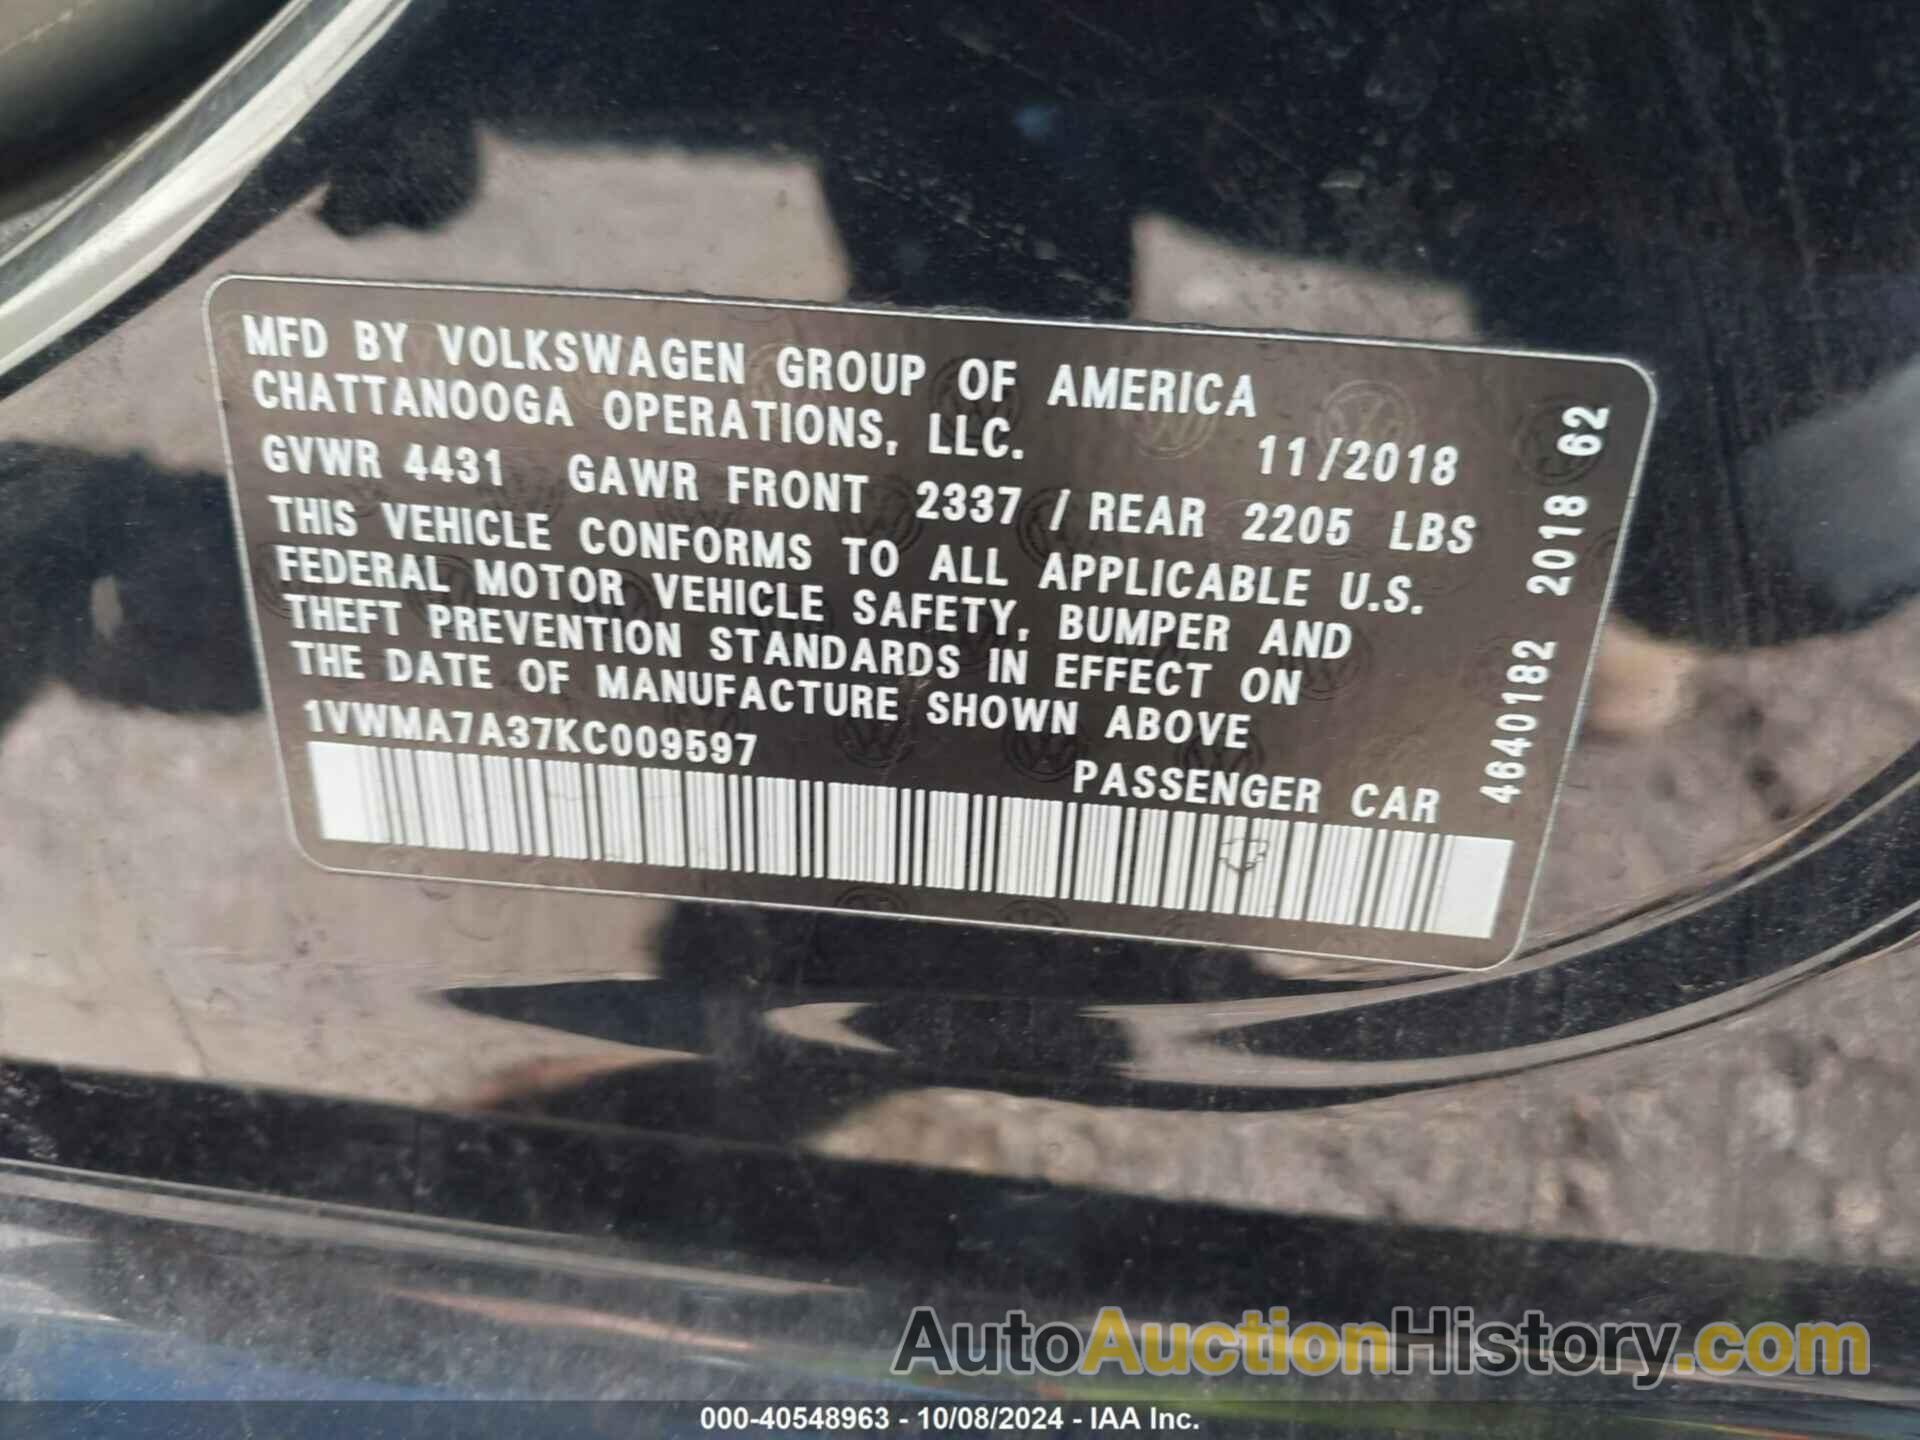 MFD BY VOLKSWAGEN GROUP OF AMERICA
CHATTANOOGA OPERATIONS, LLC. 11/2018
GVWR 4431 GAWR FRONT 2337 / REAR 2205 LBS
THIS VEHICLE CONFORMS TO ALL APPLICABLE U.S.
FEDERAL MOTOR VEHICLE SAFETY, BUMPER AND
THEFT PREVENTION STANDARDS IN EFFECT ON
THE DATE OF MANUFACTURE SHOWN ABOVE
1VWMA7A37KC009597 PASSENGER CAR
4640182 2018 62
AutoAuctionHistory.com
000-40548963 - 10/08/2024 - IAA Inc.